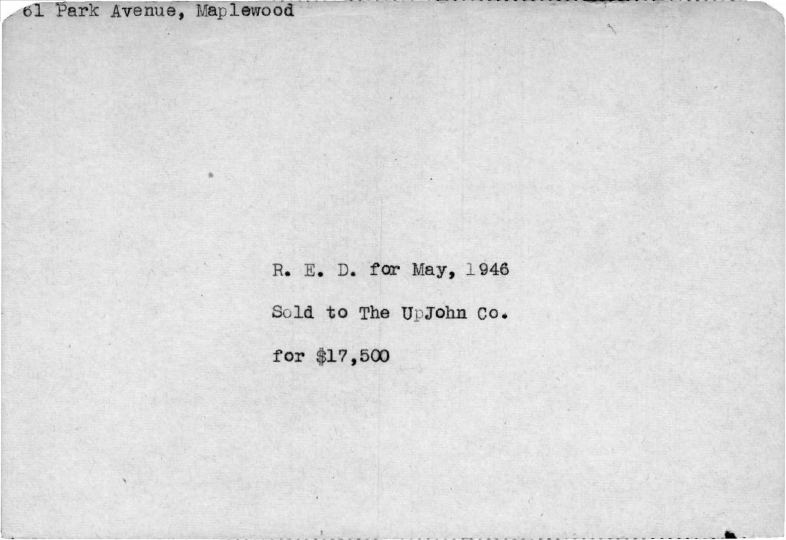 61 Park Avenue, Maplewood
R. E. D. for May, 1946
Sold to The UpJohn Co.
for $17,500